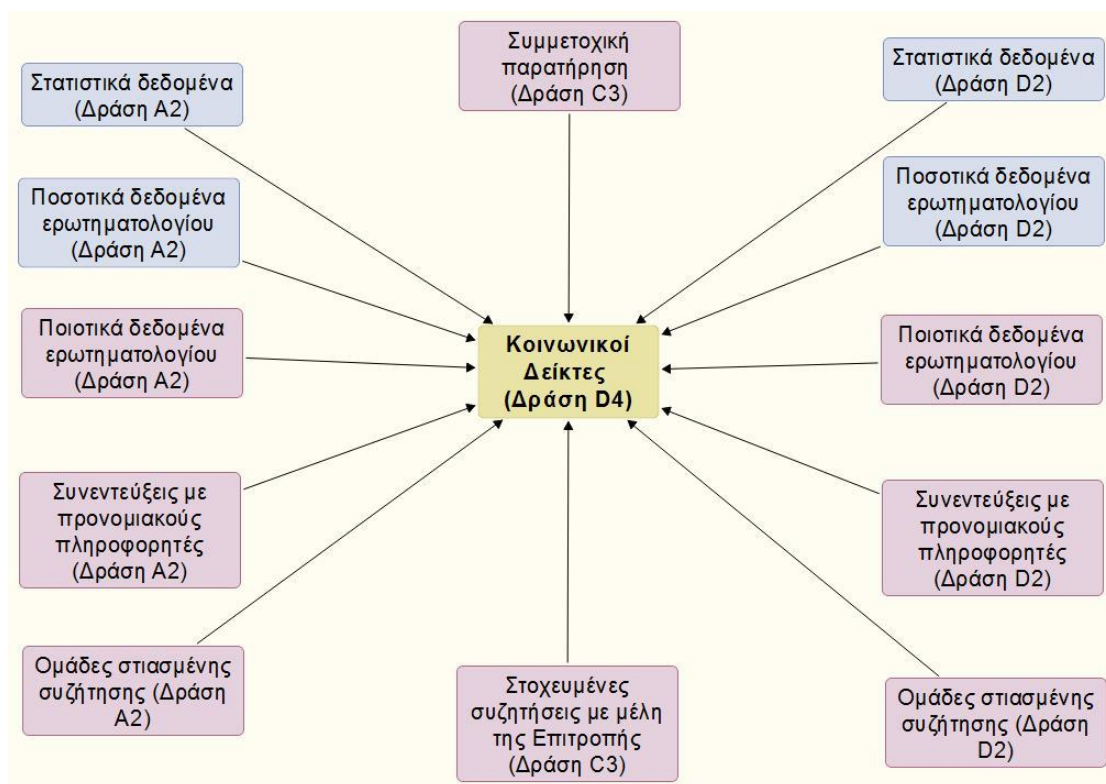 Στατιστικά δεδομένα
(Δράση A2)
Συμμετοχική
παρατήρηση
(Δράση C3)
Στατιστικά δεδομένα
(Δράση D2)
Ποσοτικά δεδομένα
ερωτηματολογίου
(Δράση A2)
Ποσοτικά δεδομένα
ερωτηματολογίου
(Δράση D2)
Ποιοτικά δεδομένα
ερωτηματολογίου
(Δράση A2)
Κοινωνικοί
Δείκτες
(Δράση D4)
Ποιοτικά δεδομένα
ερωτηματολογίου
(Δράση D2)
Συνεντεύξεις με
προνομιακούς
πληροφορητές
(Δράση A2)
Συνεντεύξεις με
προνομιακούς
πληροφορητές
(Δράση D2)
Ομάδες στιασμένης
συζήτησης (Δράση
A2)
Στοχευμένες
συζητήσεις με μέλη
της Επιτροπής
(Δράση C3)
Ομάδες στιασμένης
συζήτησης (Δράση
D2)